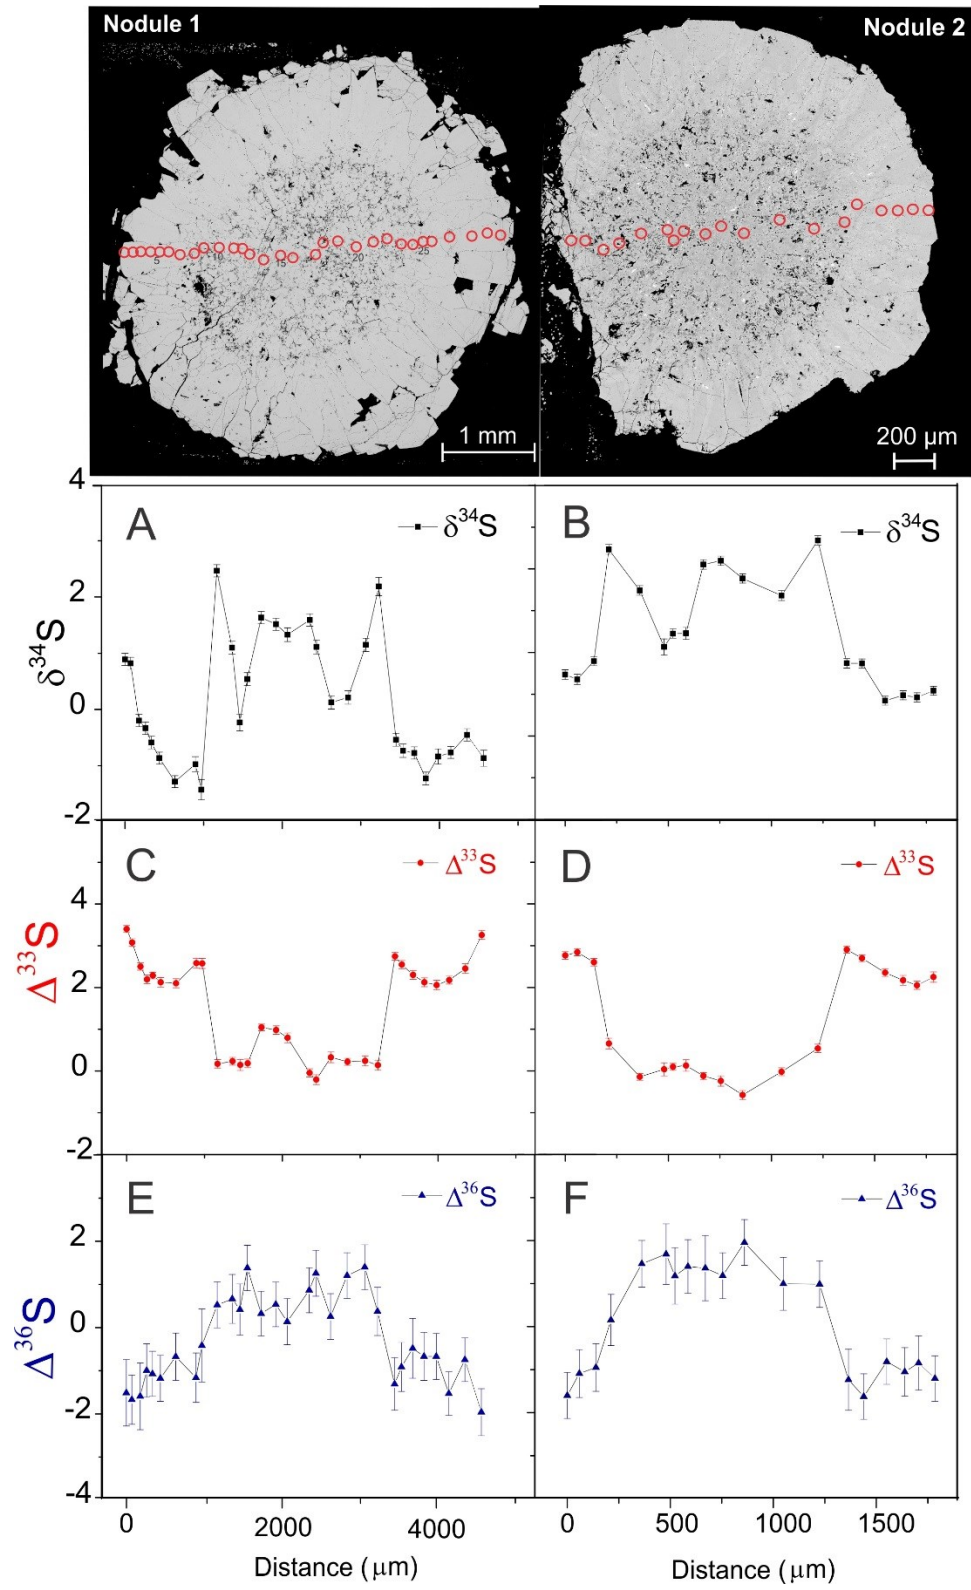 Nodule 1
Nodule 2
5
10
15
20
25
1 mm
200 µm
4
A
δ³⁴S
B
δ³⁴S
2
δ³⁴S
0
-2
C
Δ³³S
D
Δ³³S
4
Δ³³S
2
0
-2
E
Δ³⁶S
F
Δ³⁶S
2
Δ³⁶S
0
-2
-4
0 2000 4000
0 500 1000 1500
Distance (µm)
Distance (µm)